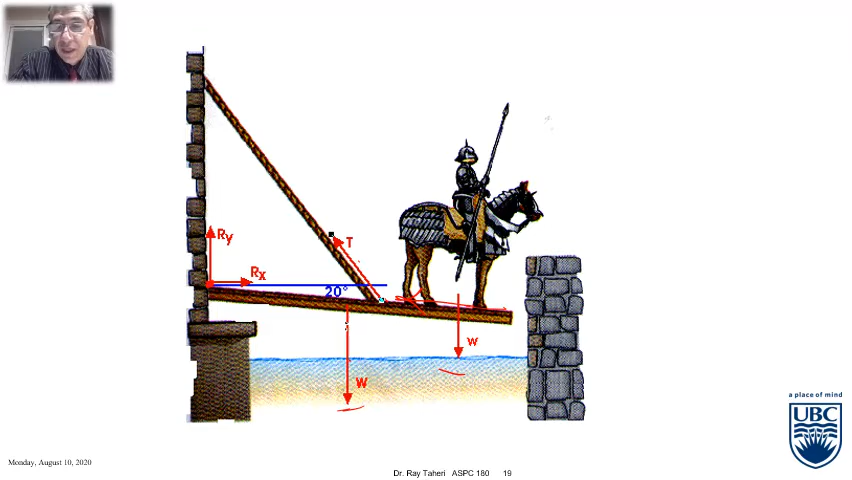 Ry
T
Rx
20°
w
W
a place of mind
UBC
Monday, August 10, 2020
Dr. Ray Taheri ASPC 180 19